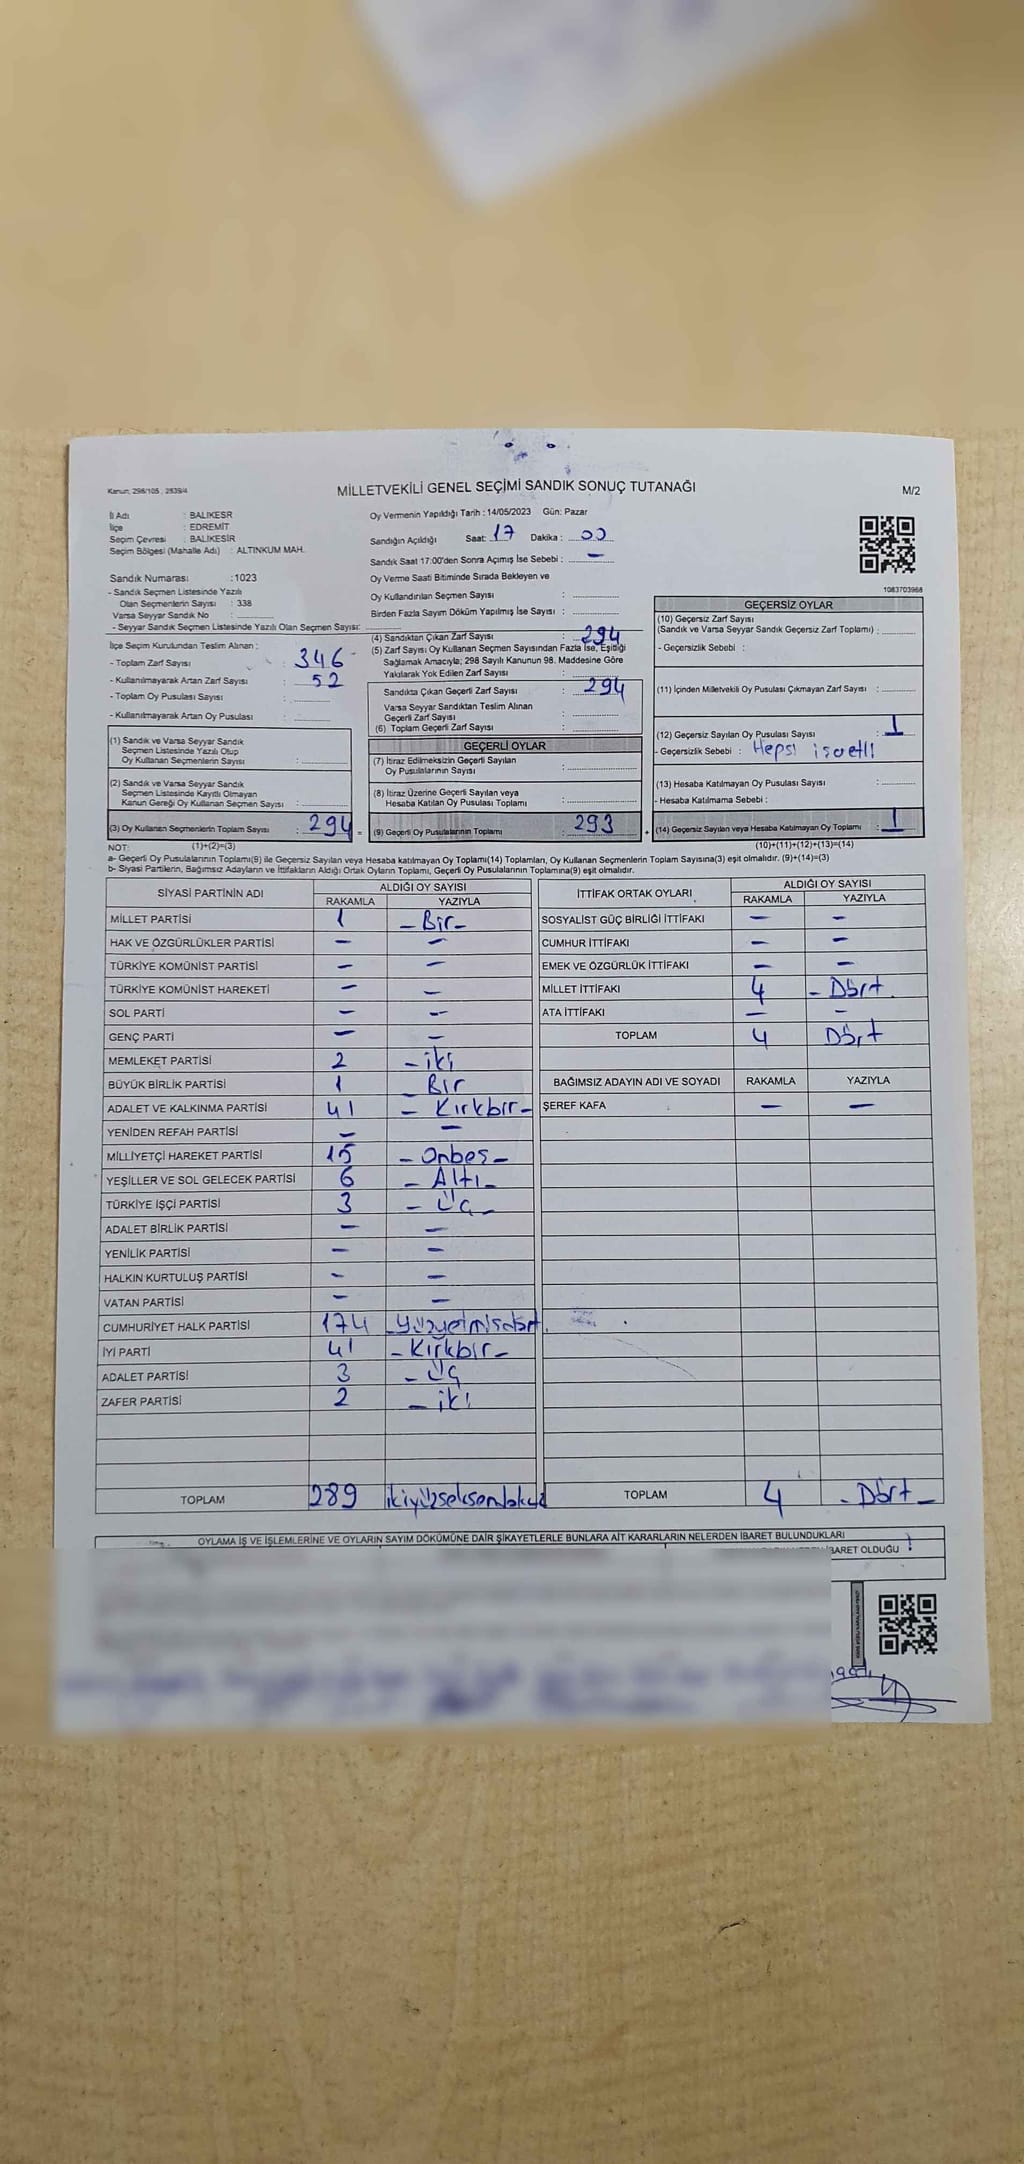 Kanun, 298/105 , 2839/4
MİLLETVEKİLİ GENEL SEÇİMİ SANDIK SONUÇ TUTANAĞI
M/2
İl Adı : BALIKESR
İlçe : EDREMİT
Seçim Çevresi : BALIKESİR
Seçim Bölgesi (Mahalle Adı) : ALTINKUM MAH.
Sandık Numarası :1023
- Sandık Seçmen Listesinde Yazılı
Olan Seçmenlerin Sayısı : 338
Varsa Seyyar Sandık No :
- Seyyar Sandık Seçmen Listesinde Yazılı Olan Seçmen Sayısı:
İlçe Seçim Kurulundan Teslim Alınan :
- Toplam Zarf Sayısı : 346
- Kullanılmayarak Artan Zarf Sayısı : 52
- Toplam Oy Pusulası Sayısı :
- Kullanılmayarak Artan Oy Pusulası :
(1) Sandık ve Varsa Seyyar Sandık
Seçmen Listesinde Yazılı Olup
Oy Kullanan Seçmenlerin Sayısı :
(2) Sandık ve Varsa Seyyar Sandık
Seçmen Listesinde Kayıtlı Olmayan
Kanun Gereği Oy Kullanan Seçmen Sayısı :
(3) Oy Kullanan Seçmenlerin Toplam Sayısı : 294 =
Oy Vermenin Yapıldığı Tarih : 14/05/2023 Gün: Pazar
Sandığın Açıldığı Saat: 17 Dakika : 00
Sandık Saat 17:00'den Sonra Açımış İse Sebebi : –
Oy Verme Saati Bitiminde Sırada Bekleyen ve
Oy Kullandırılan Seçmen Sayısı :
Birden Fazla Sayım Döküm Yapılmış İse Sayısı :
(4) Sandıktan Çıkan Zarf Sayısı : 294
(5) Zarf Sayısı Oy Kullanan Seçmen Sayısından Fazla İse, Eşitliği
Sağlamak Amacıyla; 298 Sayılı Kanunun 98. Maddesine Göre
Yakılarak Yok Edilen Zarf Sayısı :
Sandıkta Çıkan Geçerli Zarf Sayısı : 294
Varsa Seyyar Sandıktan Teslim Alınan
Geçerli Zarf Sayısı :
(6) Toplam Geçerli Zarf Sayısı :
GEÇERLİ OYLAR
(7) İtiraz Edilmeksizin Geçerli Sayılan
Oy Pusulalarının Sayısı :
(8) İtiraz Üzerine Geçerli Sayılan veya
Hesaba Katılan Oy Pusulası Toplamı :
(9) Geçerli Oy Pusulalarının Toplamı : 293 +
1083703968
GEÇERSİZ OYLAR
(10) Geçersiz Zarf Sayısı
(Sandık ve Varsa Seyyar Sandık Geçersiz Zarf Toplamı) :
- Geçersizlik Sebebi :
(11) İçinden Milletvekili Oy Pusulası Çıkmayan Zarf Sayısı :
(12) Geçersiz Sayılan Oy Pusulası Sayısı : 1
- Geçersizlik Sebebi : Hepsi işaretli
(13) Hesaba Katılmayan Oy Pusulası Sayısı :
- Hesaba Katılmama Sebebi :
(14) Geçersiz Sayılan veya Hesaba Katılmayan Oy Toplamı : 1
NOT: (1)+(2)=(3) (10)+(11)+(12)+(13)=(14)
a- Geçerli Oy Pusulalarının Toplamı(9) ile Geçersiz Sayılan veya Hesaba katılmayan Oy Toplamı(14) Toplamları, Oy Kullanan Seçmenlerin Toplam Sayısına(3) eşit olmalıdır. (9)+(14)=(3)
b- Siyasi Partilerin, Bağımsız Adayların ve İttifakların Aldığı Ortak Oyların Toplamı, Geçerli Oy Pusulalarının Toplamına(9) eşit olmalıdır.
SİYASİ PARTİNİN ADI ALDIĞI OY SAYISI
RAKAMLA YAZIYLA
MİLLET PARTİSİ 1 – Bir –
HAK VE ÖZGÜRLÜKLER PARTİSİ – –
TÜRKİYE KOMÜNİST PARTİSİ – –
TÜRKİYE KOMÜNİST HAREKETİ – –
SOL PARTİ – –
GENÇ PARTİ – –
MEMLEKET PARTİSİ 2 – iki
BÜYÜK BİRLİK PARTİSİ 1 – Bir
ADALET VE KALKINMA PARTİSİ 41 – Kırkbir –
YENİDEN REFAH PARTİSİ – –
MİLLİYETÇİ HAREKET PARTİSİ 15 – Onbeş –
YEŞİLLER VE SOL GELECEK PARTİSİ 6 – Altı –
TÜRKİYE İŞÇİ PARTİSİ 3 – Üç –
ADALET BİRLİK PARTİSİ – –
YENİLİK PARTİSİ – –
HALKIN KURTULUŞ PARTİSİ – –
VATAN PARTİSİ – –
CUMHURİYET HALK PARTİSİ 174 Yüzyetmişdört
İYİ PARTİ 41 – Kırkbir –
ADALET PARTİSİ 3 – Üç
ZAFER PARTİSİ 2 – iki
TOPLAM 289 ikiyüzseksendokuz
İTTİFAK ORTAK OYLARI ALDIĞI OY SAYISI
RAKAMLA YAZIYLA
SOSYALİST GÜÇ BİRLİĞİ İTTİFAKI – –
CUMHUR İTTİFAKI – –
EMEK VE ÖZGÜRLÜK İTTİFAKI – –
MİLLET İTTİFAKI 4 – Dört
ATA İTTİFAKI – –
TOPLAM 4 Dört
BAĞIMSIZ ADAYIN ADI VE SOYADI RAKAMLA YAZIYLA
ŞEREF KAFA – –
TOPLAM 4 – Dört –
OYLAMA İŞ VE İŞLEMLERİNE VE OYLARIN SAYIM DÖKÜMÜNE DAİR ŞİKAYETLERLE BUNLARA AİT KARARLARIN NELERDEN İBARET BULUNDUKLARI
BARET OLDUĞU